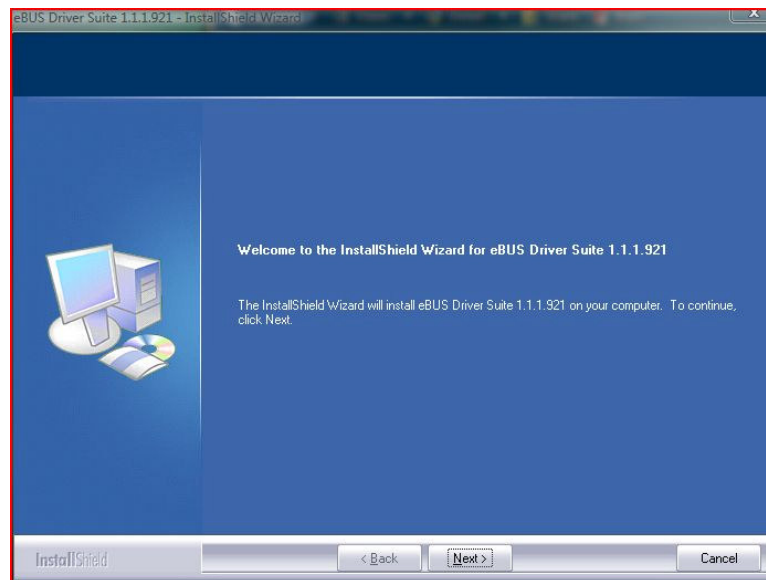 eBUS Driver Suite 1.1.1.921 - InstallShield Wizard
Welcome to the InstallShield Wizard for eBUS Driver Suite 1.1.1.921
The InstallShield Wizard will install eBUS Driver Suite 1.1.1.921 on your computer. To continue,
click Next.
InstallShield
< Back Next > Cancel